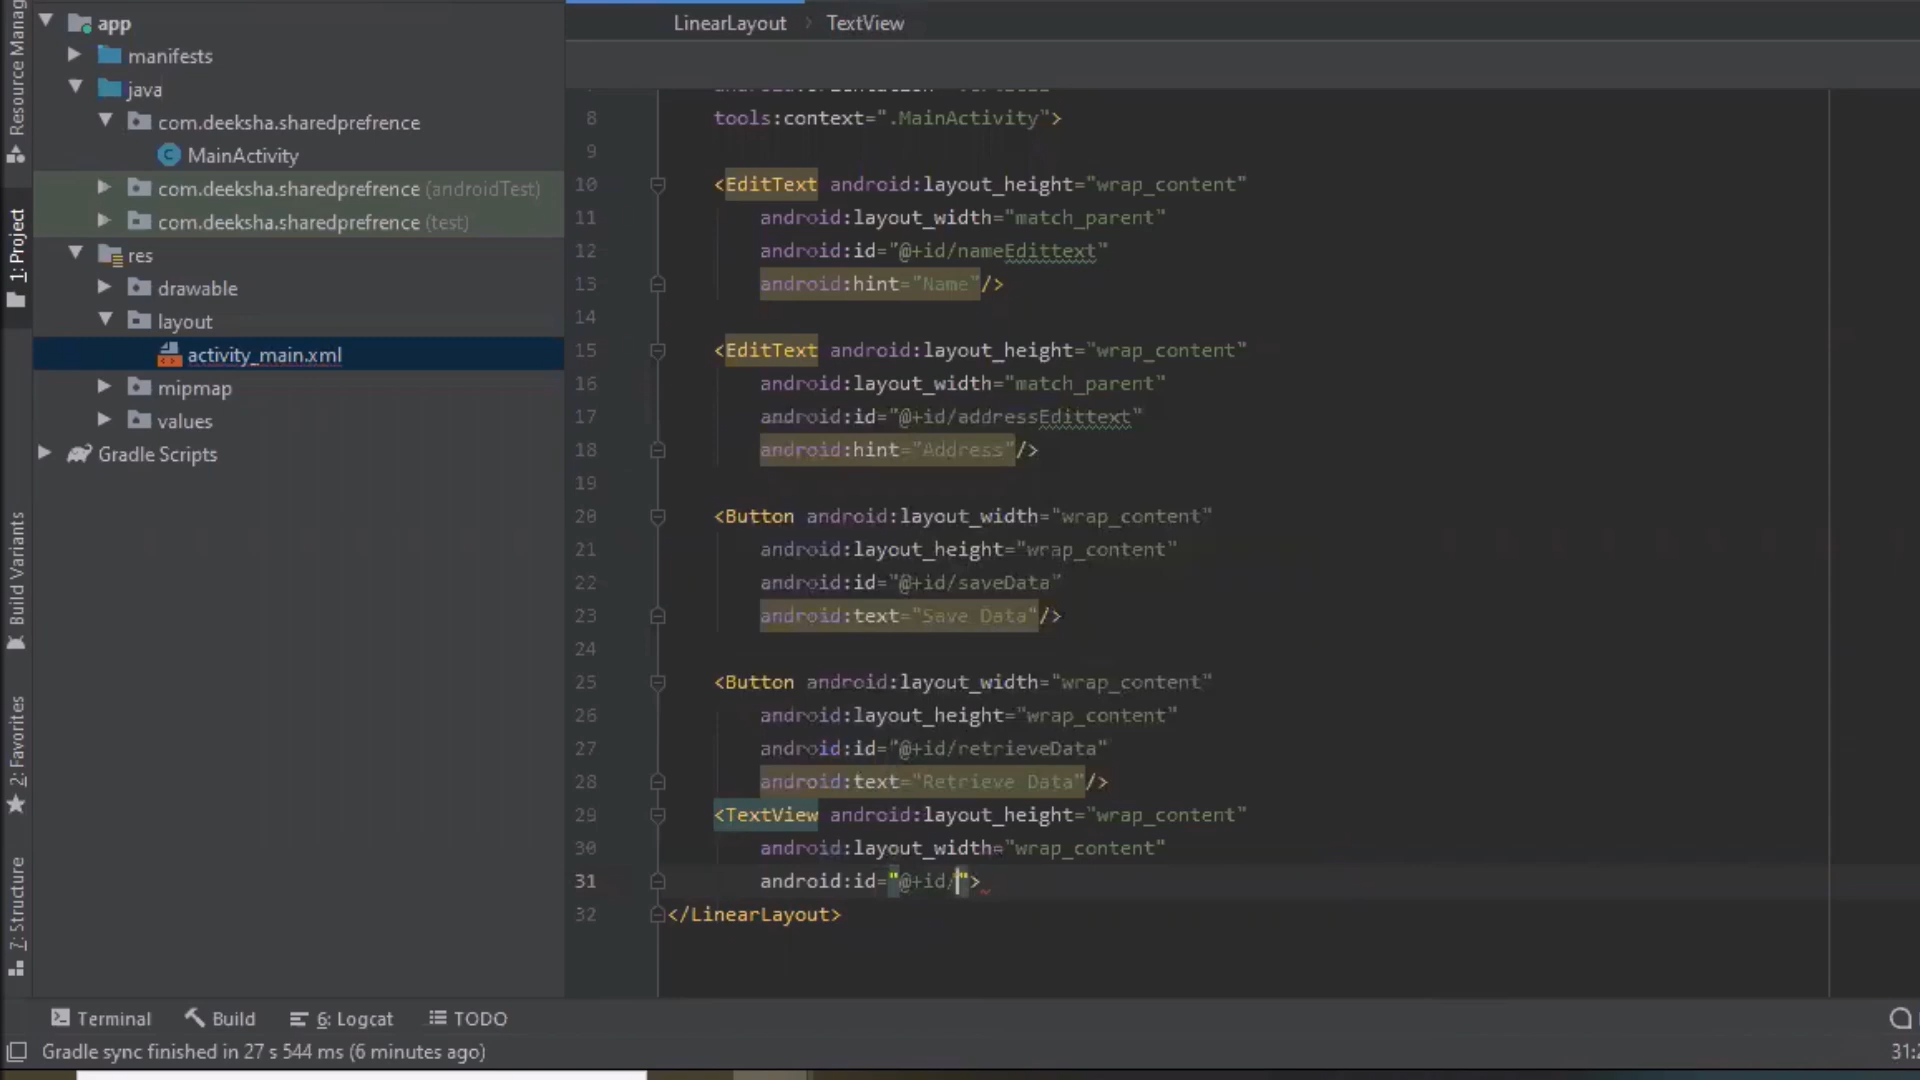 Resource Manag
1: Project
Build Variants
2: Favorites
7: Structure
app
manifests
java
com.deeksha.sharedprefrence
MainActivity
com.deeksha.sharedprefrence (androidTest)
com.deeksha.sharedprefrence (test)
res
drawable
layout
activity_main.xml
mipmap
values
Gradle Scripts
LinearLayout
TextView
8 tools:context=".MainActivity">
9
10 <EditText android:layout_height="wrap_content"
11 android:layout_width="match_parent"
12 android:id="@+id/nameEdittext"
13 android:hint="Name"/>
14
15 <EditText android:layout_height="wrap_content"
16 android:layout_width="match_parent"
17 android:id="@+id/addressEdittext"
18 android:hint="Address"/>
19
20 <Button android:layout_width="wrap_content"
21 android:layout_height="wrap_content"
22 android:id="@+id/saveData"
23 android:text="Save Data"/>
24
25 <Button android:layout_width="wrap_content"
26 android:layout_height="wrap_content"
27 android:id="@+id/retrieveData"
28 android:text="Retrieve Data"/>
29 <TextView android:layout_height="wrap_content"
30 android:layout_width="wrap_content"
31 android:id="@+id/">
32 </LinearLayout>
Terminal
Build
6: Logcat
TODO
Gradle sync finished in 27 s 544 ms (6 minutes ago)